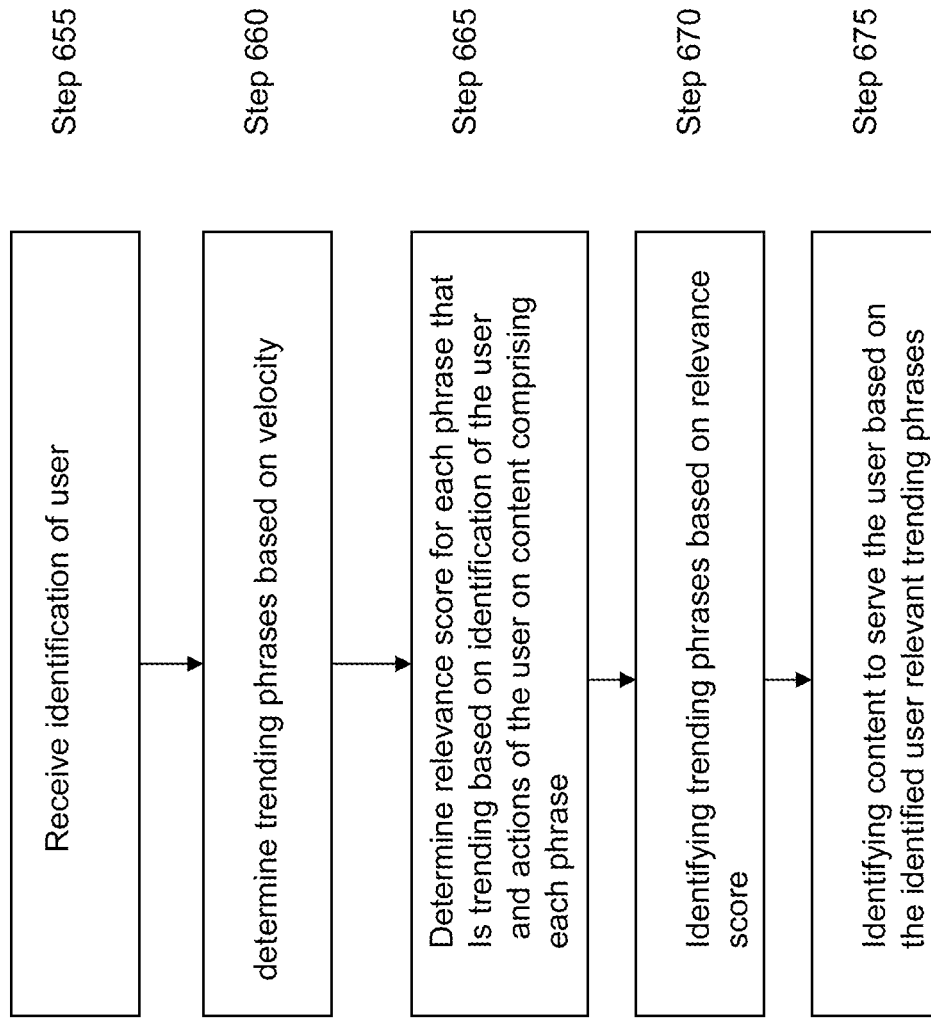 Receive identification of user
Step 655
determine trending phrases based on velocity
Step 660
Determine relevance score for each phrase that
Is trending based on identification of the user
and actions of the user on content comprising
each phrase
Step 665
Identifying trending phrases based on relevance
score
Step 670
Identifying content to serve the user based on
the identified user relevant trending phrases
Step 675